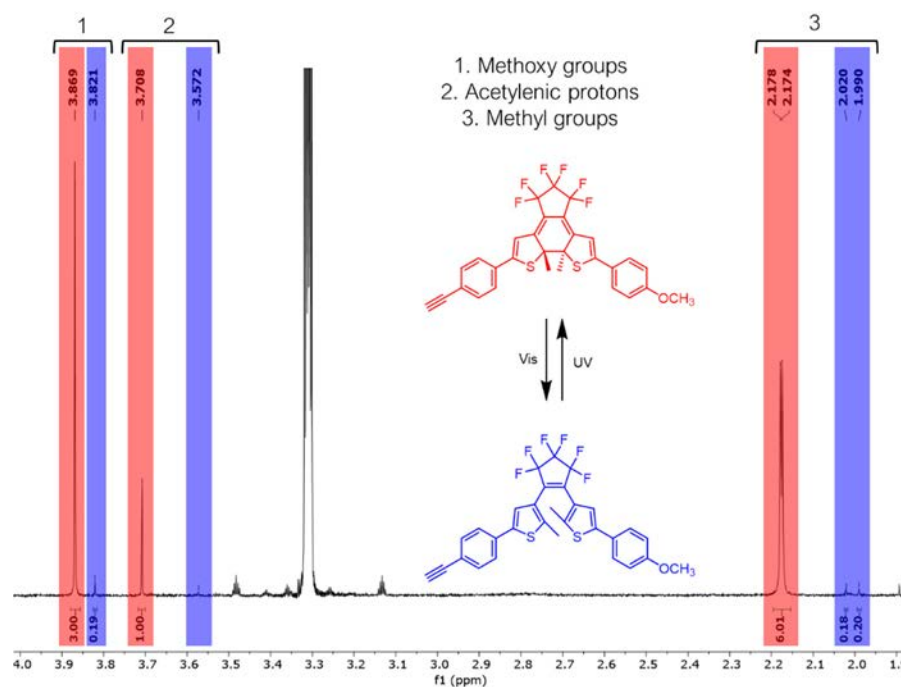 1
2
3
3.869
3.821
3.708
3.572
2.178
2.174
2.020
1.990
1. Methoxy groups
2. Acetylenic protons
3. Methyl groups
F
F
F
F
F
F
S
S
OCH3
Vis
UV
F
F
F
F
F
F
S
S
OCH3
3.00
0.19
1.00
6.01
0.18
0.20
4.0 3.9 3.8 3.7 3.6 3.5 3.4 3.3 3.2 3.1 3.0 2.9 2.8 2.7 2.6 2.5 2.4 2.3 2.2 2.1 2.0
f1 (ppm)